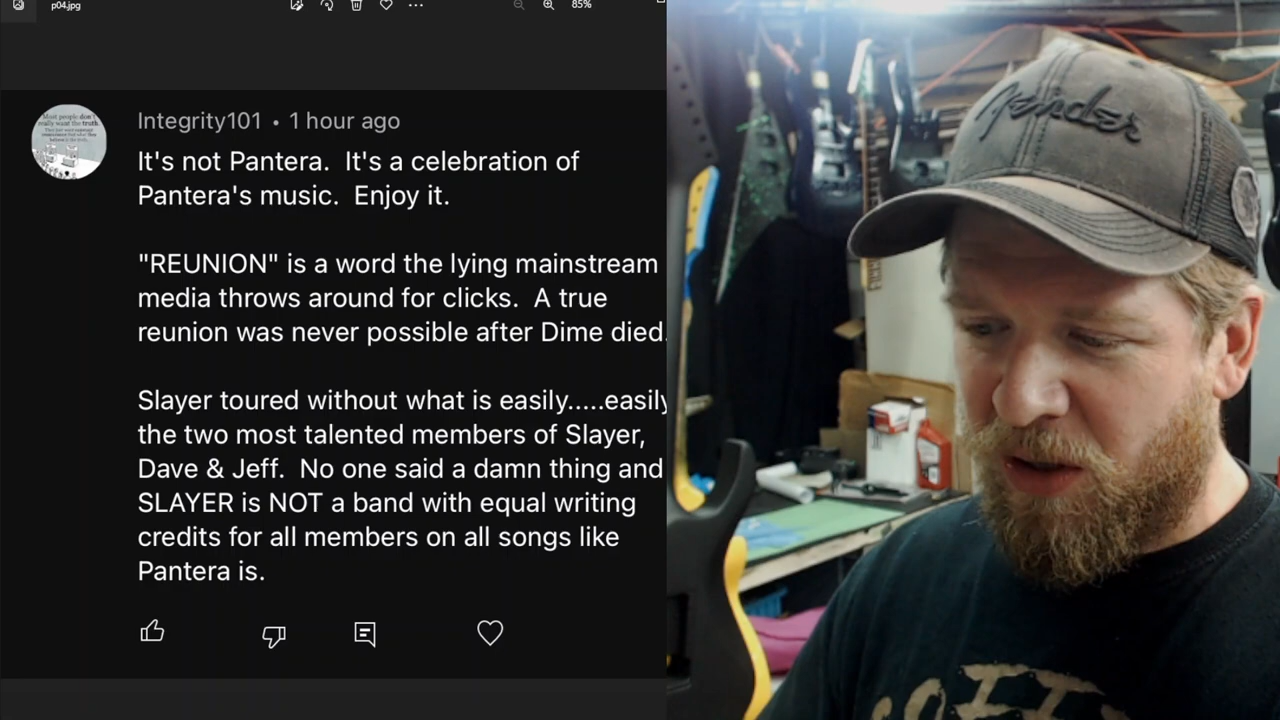 p04.jpg
85%
Integrity101 • 1 hour ago
It's not Pantera.  It's a celebration of
Pantera's music.  Enjoy it.
"REUNION" is a word the lying mainstream
media throws around for clicks.  A true
reunion was never possible after Dime died.
Slayer toured without what is easily.....easily
the two most talented members of Slayer,
Dave & Jeff.  No one said a damn thing and
SLAYER is NOT a band with equal writing
credits for all members on all songs like
Pantera is.
Fender